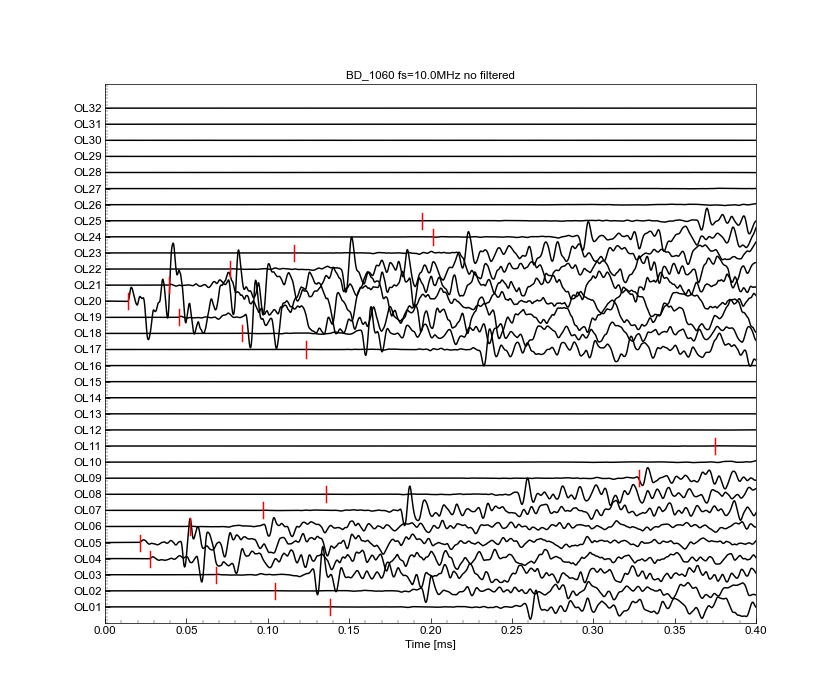 BD_1060 fs=10.0MHz no filtered
OL32
OL31
OL30
OL29
OL28
OL27
OL26
OL25
OL24
OL23
OL22
OL21
OL20
OL19
OL18
OL17
OL16
OL15
OL14
OL13
OL12
OL11
OL10
OL09
OL08
OL07
OL06
OL05
OL04
OL03
OL02
OL01
0.00 0.05 0.10 0.15 0.20 0.25 0.30 0.35 0.40
Time [ms]